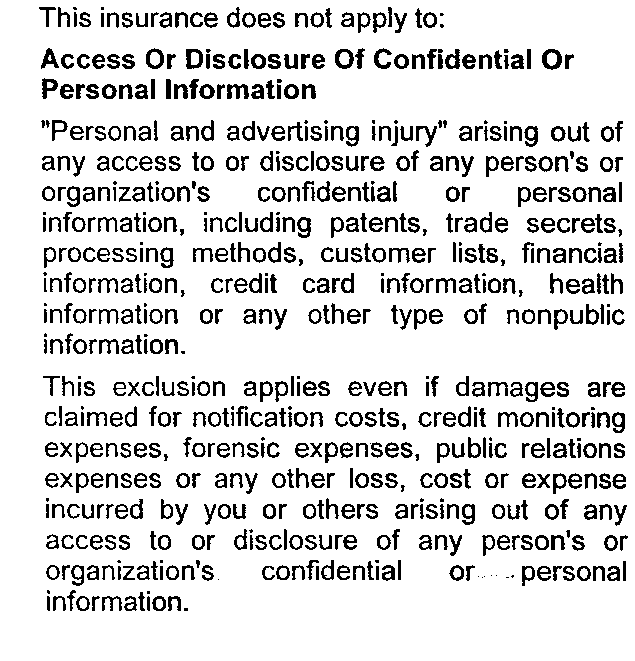 This insurance does not apply to:
Access Or Disclosure Of Confidential Or
Personal Information
"Personal and advertising injury" arising out of
any access to or disclosure of any person's or
organization's confidential or personal
information, including patents, trade secrets,
processing methods, customer lists, financial
information, credit card information, health
information or any other type of nonpublic
information.
This exclusion applies even if damages are
claimed for notification costs, credit monitoring
expenses, forensic expenses, public relations
expenses or any other loss, cost or expense
incurred by you or others arising out of any
access to or disclosure of any person's or
organization's confidential or personal
information.